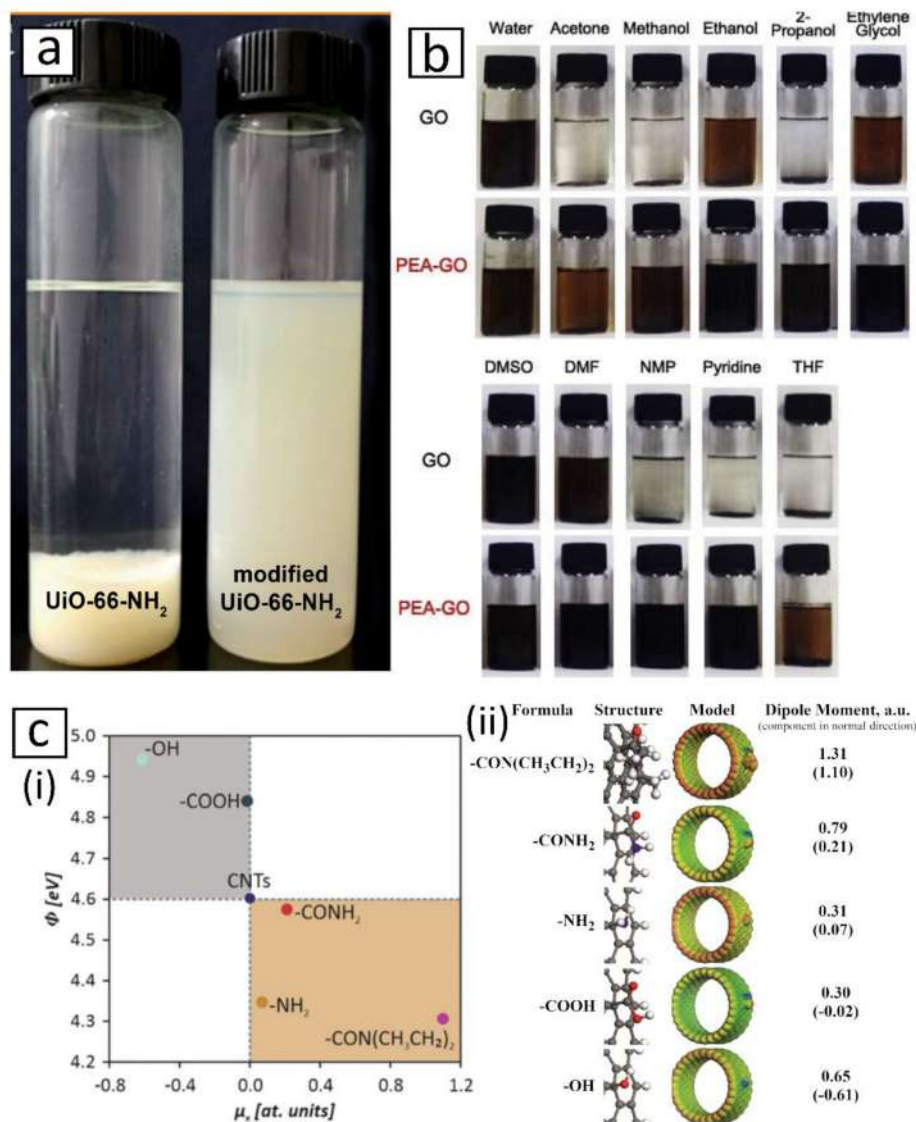 a
UiO-66-NH₂
modified
UiO-66-NH₂
b
Water Acetone Methanol Ethanol 2-Propanol Ethylene Glycol
GO
PEA-GO
DMSO DMF NMP Pyridine THF
GO
PEA-GO
c
(i)
5.0
4.9
4.8
4.7
4.6
4.5
4.4
4.3
4.2
Φ [eV]
-OH
-COOH
CNTs
-CONH₂
-NH₂
-CON(CH₃CH₂)₂
-0.8 -0.4 0.0 0.4 0.8 1.2
μₓ [at. units]
(ii)
Formula Structure Model Dipole Moment, a.u.
(component in normal direction)
-CON(CH₃CH₂)₂ 1.31
(1.10)
-CONH₂ 0.79
(0.21)
-NH₂ 0.31
(0.07)
-COOH 0.30
(-0.02)
-OH 0.65
(-0.61)